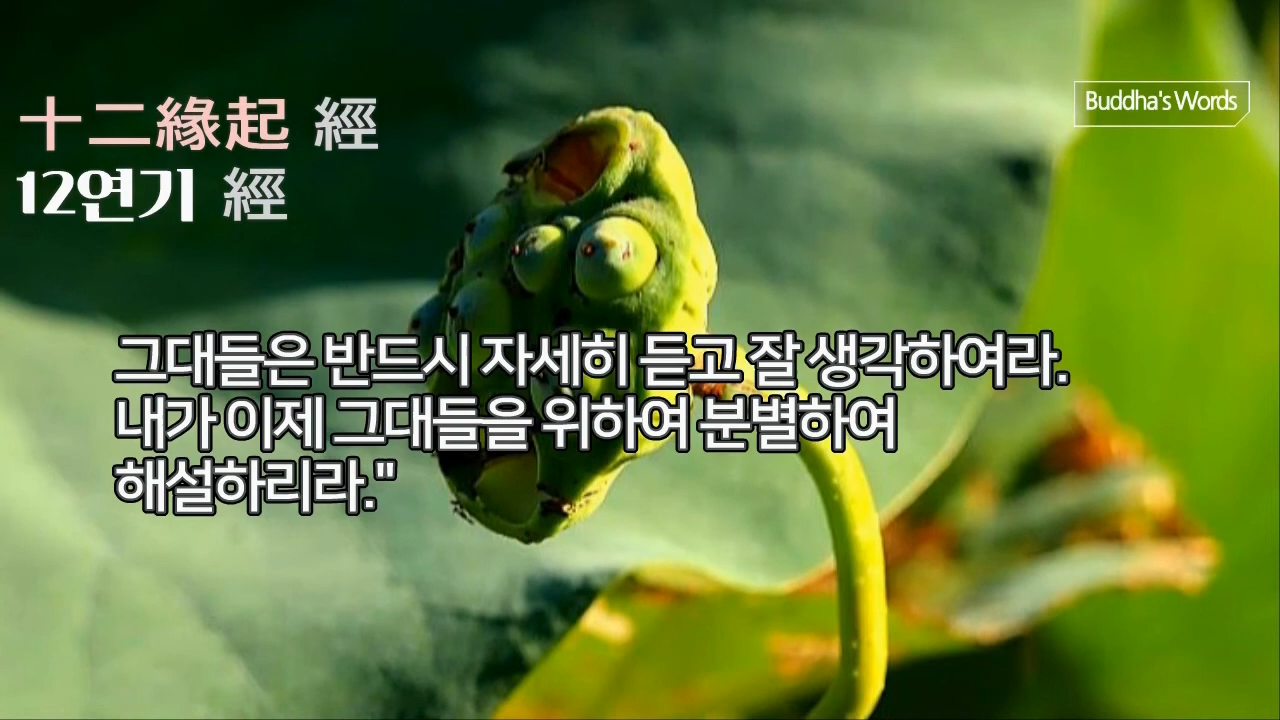 十二緣起 經
12연기 經
Buddha's Words
그대들은 반드시 자세히 듣고 잘 생각하여라.
내가 이제 그대들을 위하여 분별하여
해설하리라."